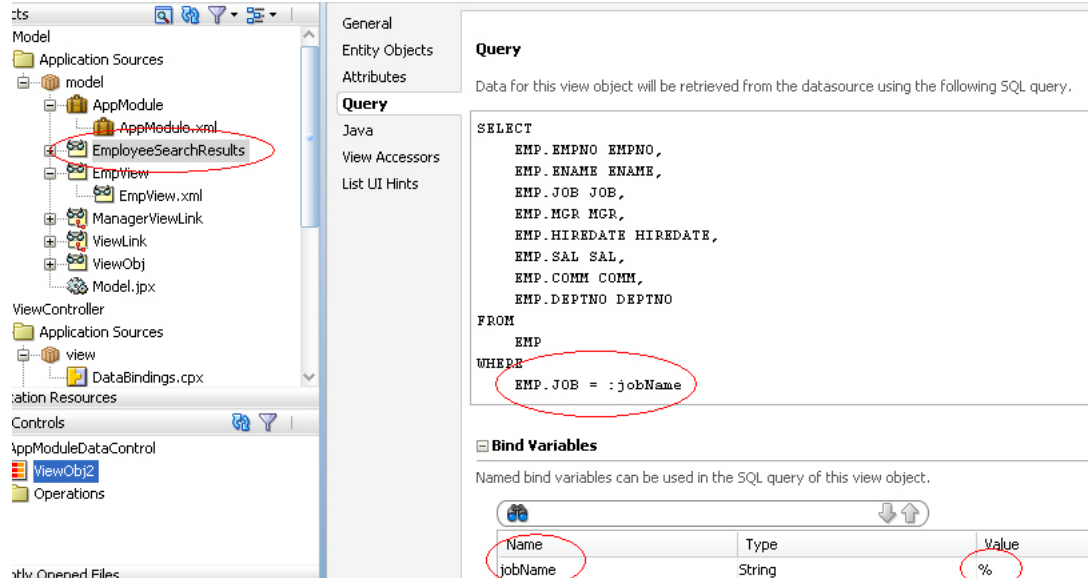 cts
Model
Application Sources
model
AppModule
AppModule.xml
EmployeeSearchResults
EmpView
EmpView.xml
ManagerViewLink
ViewLink
ViewObj
Model.jpx
ViewController
Application Sources
view
DataBindings.cpx
cation Resources
Controls
AppModuleDataControl
ViewObj2
Operations
ntly Opened Files
General
Entity Objects
Attributes
Query
Java
View Accessors
List UI Hints
Query
Data for this view object will be retrieved from the datasource using the following SQL query.
SELECT
EMP.EMPNO EMPNO,
EMP.ENAME ENAME,
EMP.JOB JOB,
EMP.MGR MGR,
EMP.HIREDATE HIREDATE,
EMP.SAL SAL,
EMP.COMM COMM,
EMP.DEPTNO DEPTNO
FROM
EMP
WHERE
EMP.JOB = :jobName
Bind Variables
Named bind variables can be used in the SQL query of this view object.
Name Type Value
jobName String %